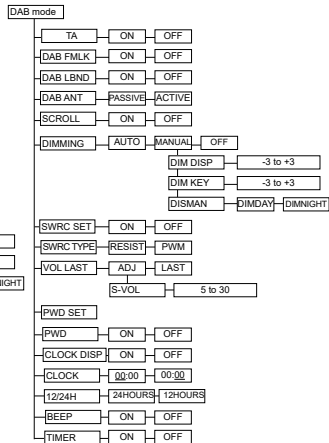 DAB mode
TA ON OFF
DAB FMLK ON OFF
DAB LBND ON OFF
DAB ANT PASSIVE ACTIVE
SCROLL ON OFF
DIMMING AUTO MANUAL OFF
DIM DISP -3 to +3
DIM KEY -3 to +3
DISMAN DIMDAY DIMNIGHT
SWRC SET ON OFF
SWRC TYPE RESIST PWM
VOL LAST ADJ LAST
IGHT
S-VOL 5 to 30
PWD SET
PWD ON OFF
CLOCK DISP ON OFF
CLOCK 00:00 00:00
12/24H 24HOURS 12HOURS
BEEP ON OFF
TIMER ON OFF